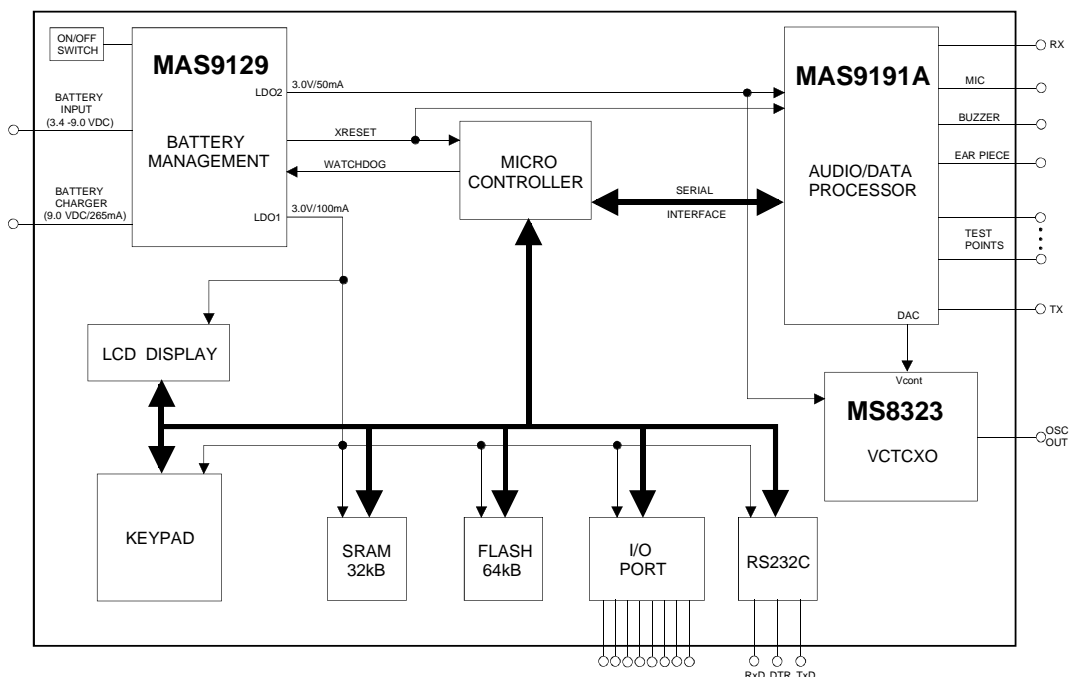 ON/OFF
SWITCH
MAS9129
BATTERY
MANAGEMENT
BATTERY
INPUT
(3.4 -9.0 VDC)
BATTERY
CHARGER
(9.0 VDC/265mA)
LDO2
3.0V/50mA
XRESET
WATCHDOG
LDO1
3.0V/100mA
MICRO
CONTROLLER
SERIAL
INTERFACE
MAS9191A
AUDIO/DATA
PROCESSOR
DAC
RX
MIC
BUZZER
EAR PIECE
TEST
POINTS
TX
Vcont
MS8323
VCTCXO
OSC
OUT
LCD DISPLAY
KEYPAD
SRAM
32kB
FLASH
64kB
I/O
PORT
RS232C
RxD DTR TxD